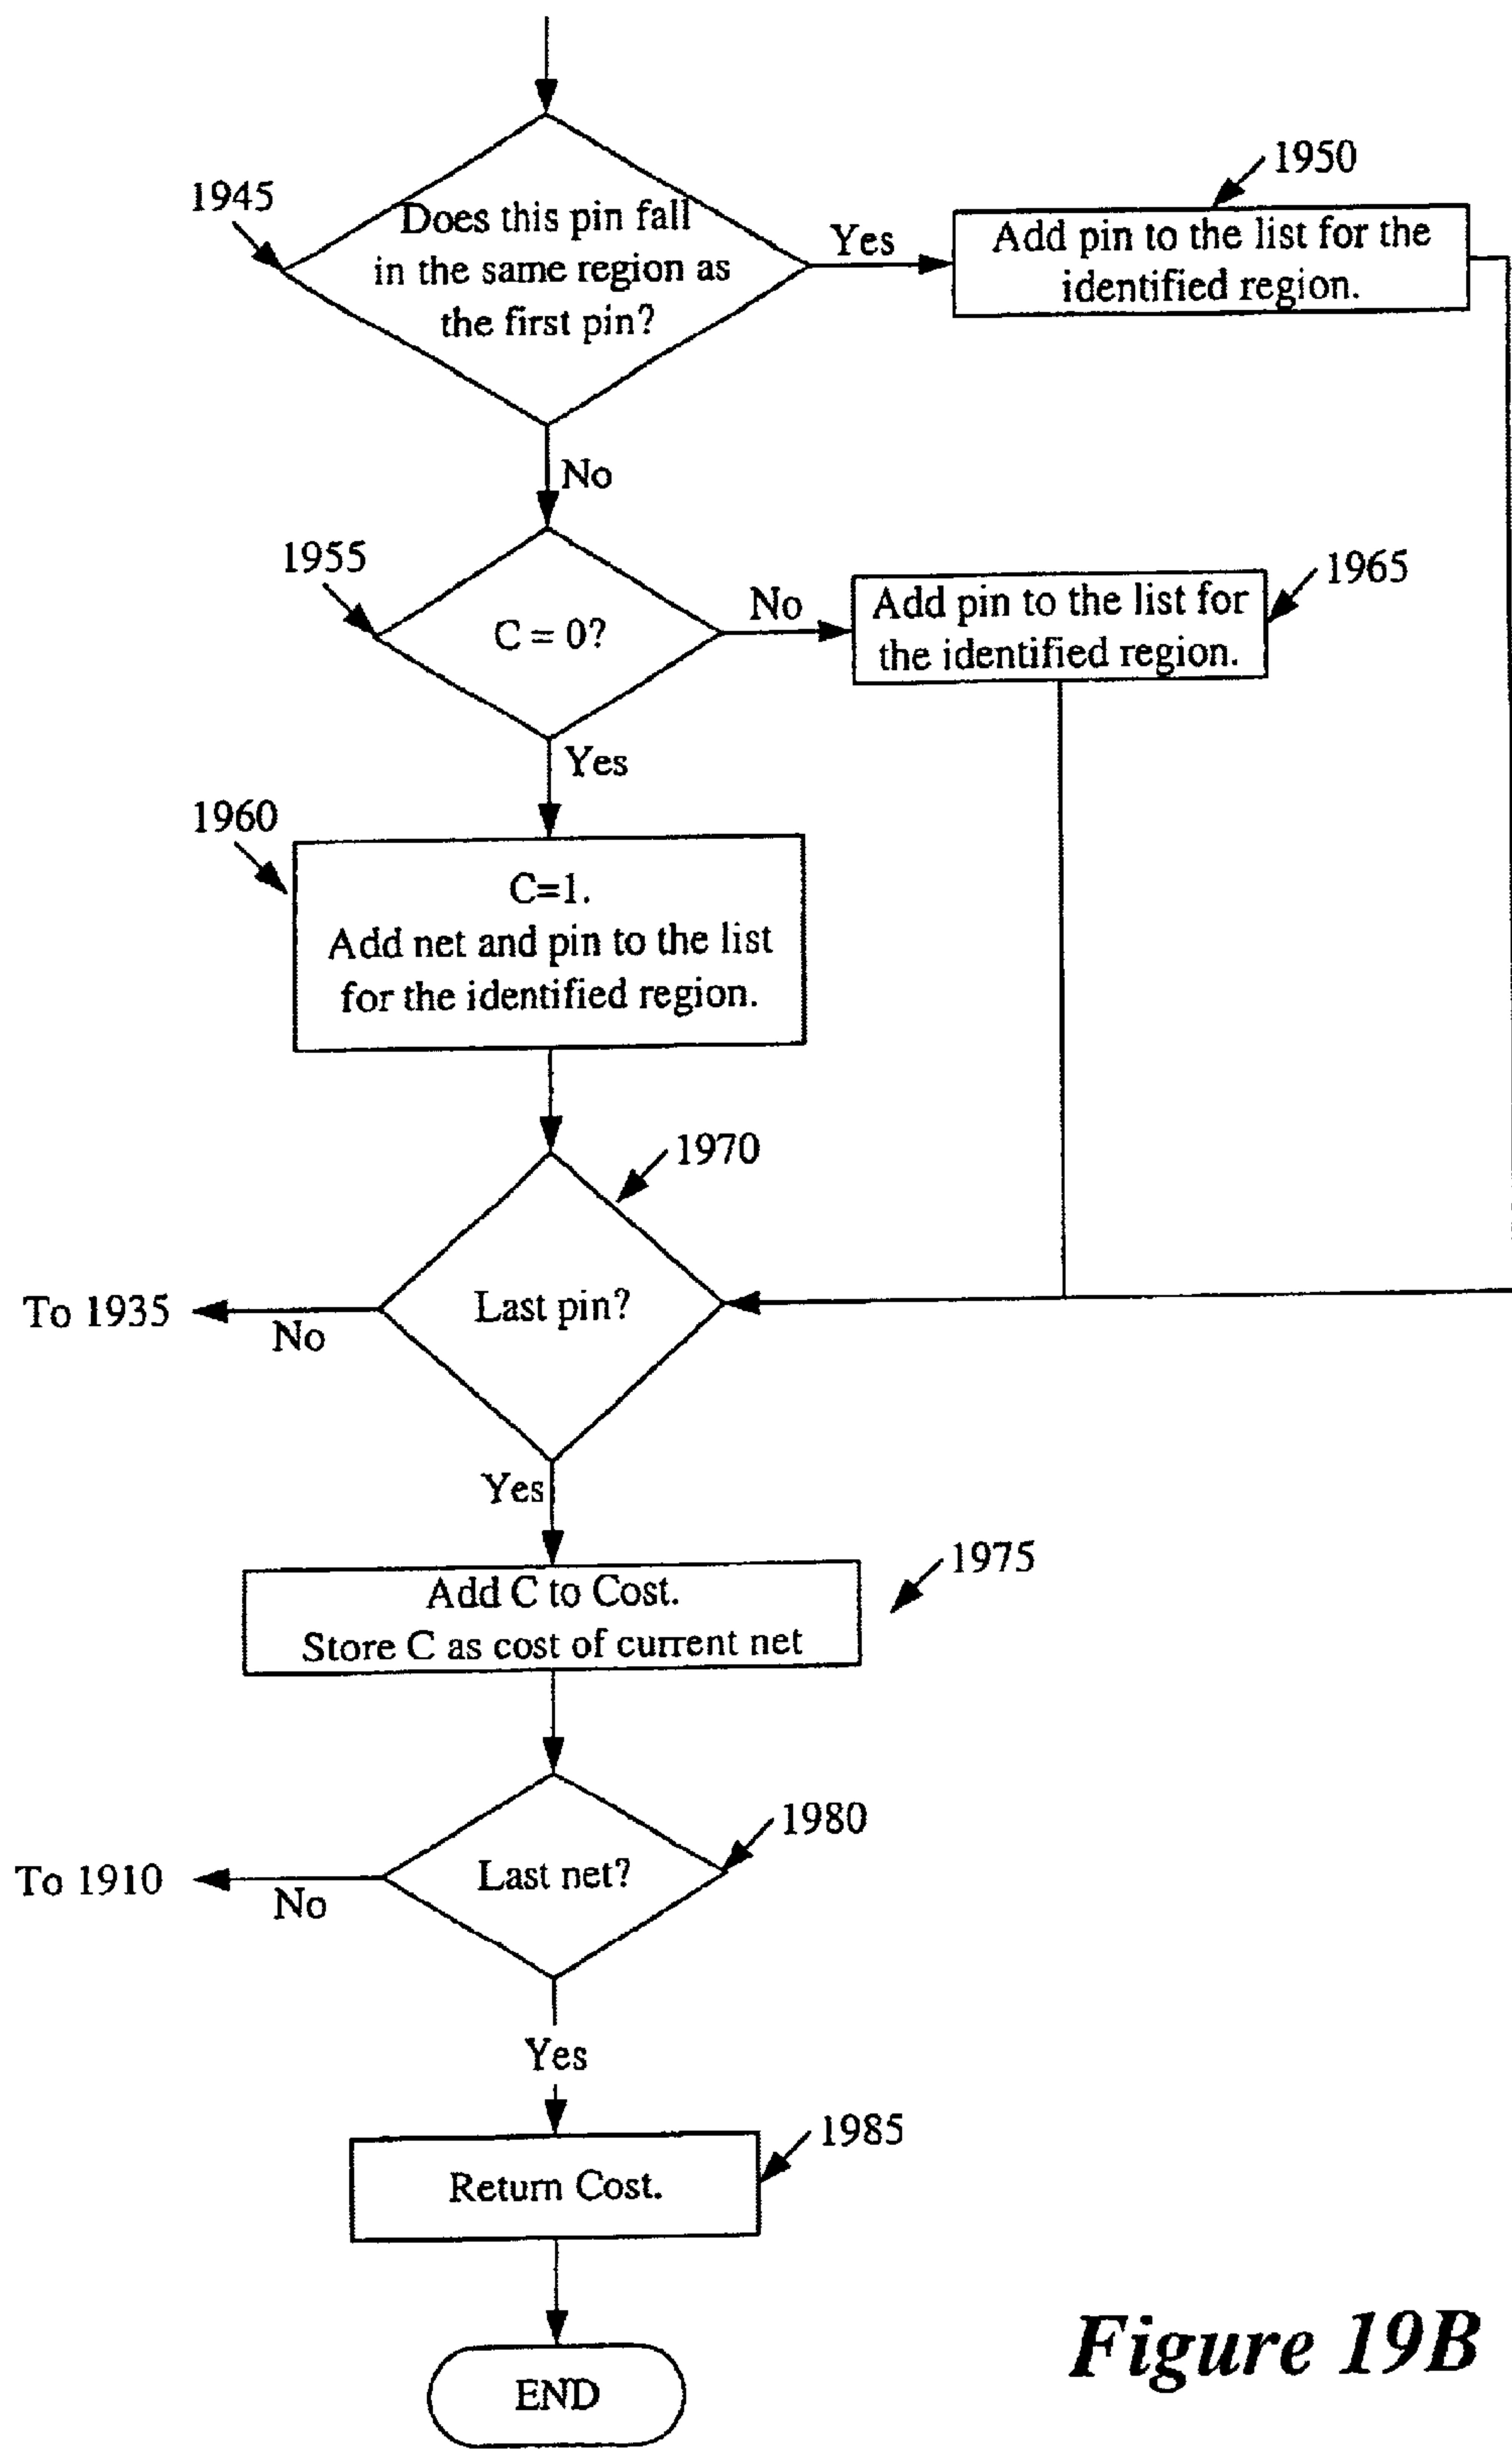 1945
Does this pin fall
in the same region as
the first pin?
Yes
1950
Add pin to the list for the
identified region.
No
1955
C = 0?
No
1965
Add pin to the list for
the identified region.
Yes
1960
C=1.
Add net and pin to the list
for the identified region.
1970
Last pin?
To 1935
No
Yes
1975
Add C to Cost.
Store C as cost of current net
1980
Last net?
To 1910
No
Yes
1985
Return Cost.
END
Figure 19B